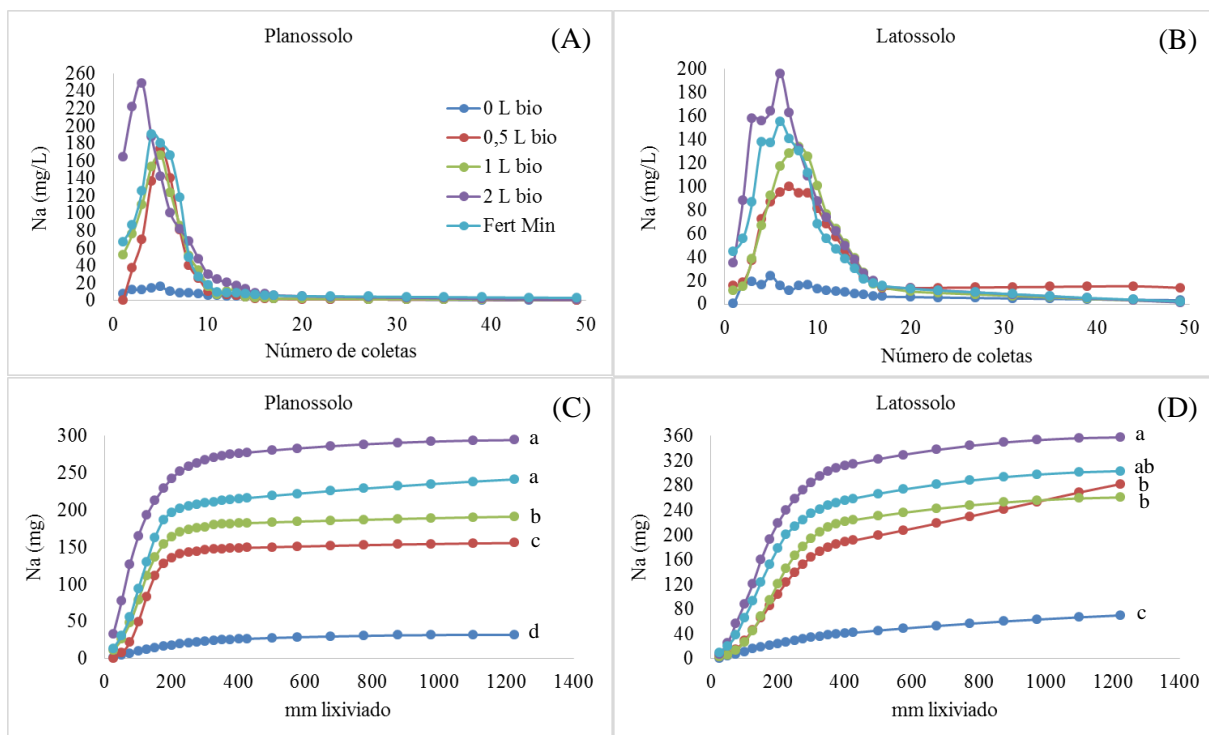 Planossolo
(A)
Na (mg/L)
260
240
220
200
180
160
140
120
100
80
60
40
20
0
0 10 20 30 40 50
Número de coletas
0 L bio
0,5 L bio
1 L bio
2 L bio
Fert Min
Latossolo
(B)
Na (mg/L)
200
180
160
140
120
100
80
60
40
20
0
0 10 20 30 40 50
Número de coletas
Planossolo
(C)
Na (mg)
300
250
200
150
100
50
0
0 200 400 600 800 1000 1200 1400
mm lixiviado
a
a
b
c
d
Latossolo
(D)
Na (mg)
360
320
280
240
200
160
120
80
40
0
0 200 400 600 800 1000 1200 1400
mm lixiviado
a
ab
b
b
c